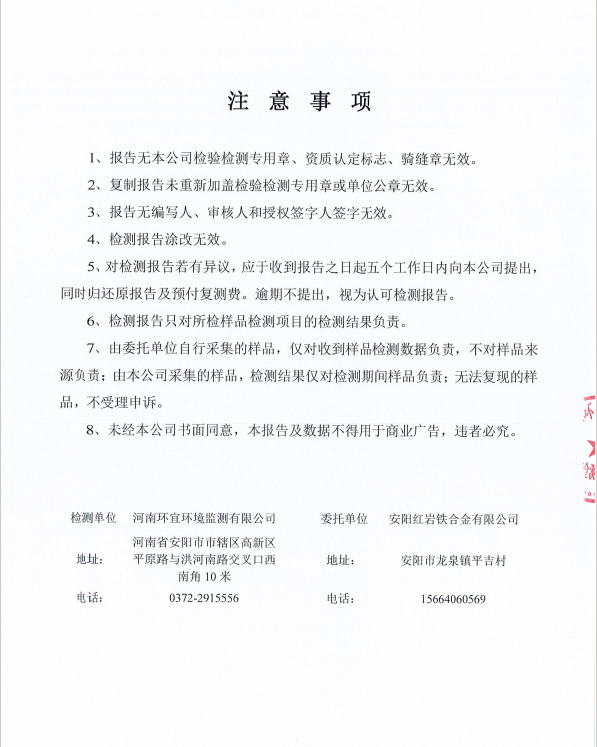 注 意 事 项
1、报告无本公司检验检测专用章、资质认定标志、骑缝章无效。
2、复制报告未重新加盖检验检测专用章或单位公章无效。
3、报告无编写人、审核人和授权签字人签字无效。
4、检测报告涂改无效。
5、对检测报告若有异议，应于收到报告之日起五个工作日内向本公司提出，
同时归还原报告及预付复测费。逾期不提出，视为认可检测报告。
6、检测报告只对所检样品检测项目的检测结果负责。
7、由委托单位自行采集的样品，仅对收到样品检测数据负责，不对样品来
源负责；由本公司采集的样品，检测结果仅对检测期间样品负责；无法复现的样
品，不受理申诉。
8、未经本公司书面同意，本报告及数据不得用于商业广告，违者必究。
检测单位 河南环宜环境监测有限公司 委托单位 安阳红岩铁合金有限公司
河南省安阳市市辖区高新区
地址： 平原路与洪河南路交叉口西 地址： 安阳市龙泉镇平吉村
南角 10 米
电话： 0372-2915556 电话： 15664060569